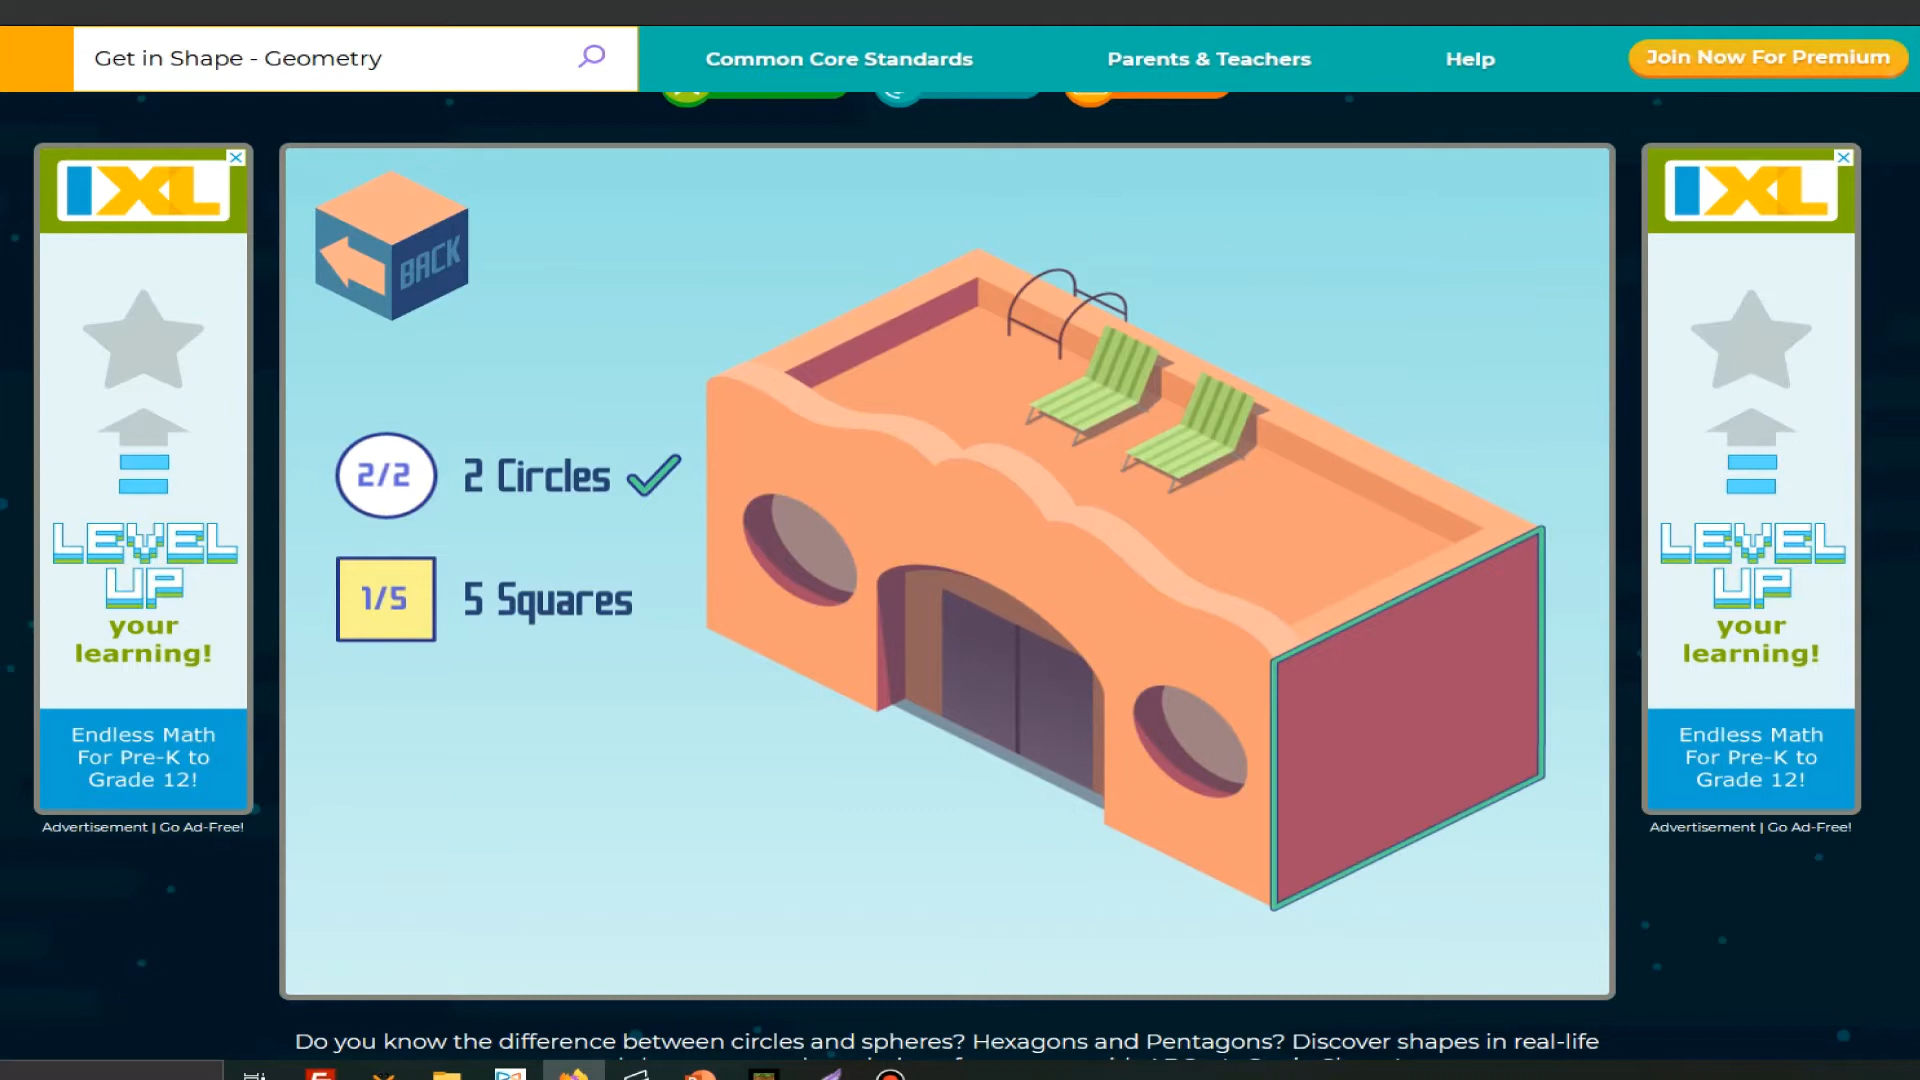 Get in Shape - Geometry
Common Core Standards
Parents & Teachers
Help
Join Now For Premium
IXL
LEVEL
UP
your
learning!
Endless Math
For Pre-K to
Grade 12!
Advertisement | Go Ad-Free!
BACK
2/2 2 Circles
1/5 5 Squares
IXL
LEVEL
UP
your
learning!
Endless Math
For Pre-K to
Grade 12!
Advertisement | Go Ad-Free!
Do you know the difference between circles and spheres? Hexagons and Pentagons? Discover shapes in real-life